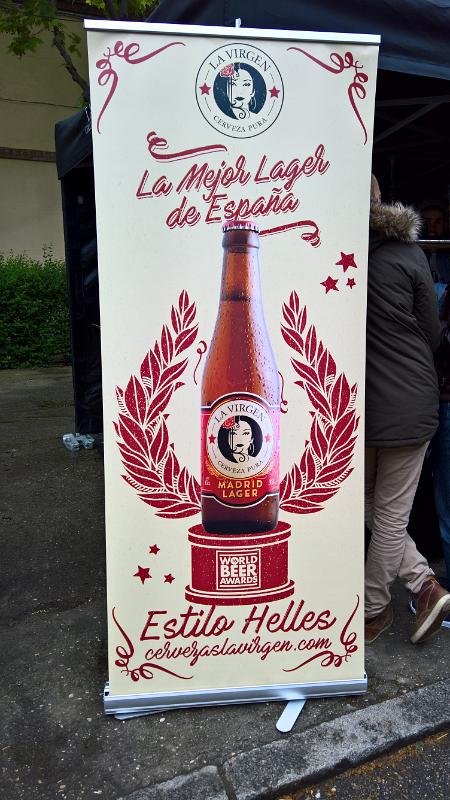 LA VIRGEN
CERVEZA PURA
La Mejor Lager
de España
LA VIRGEN
CERVEZA PURA
MADRID
LAGER
WORLD
BEER
AWARDS
Estilo Helles
cervezaslavirgen.com